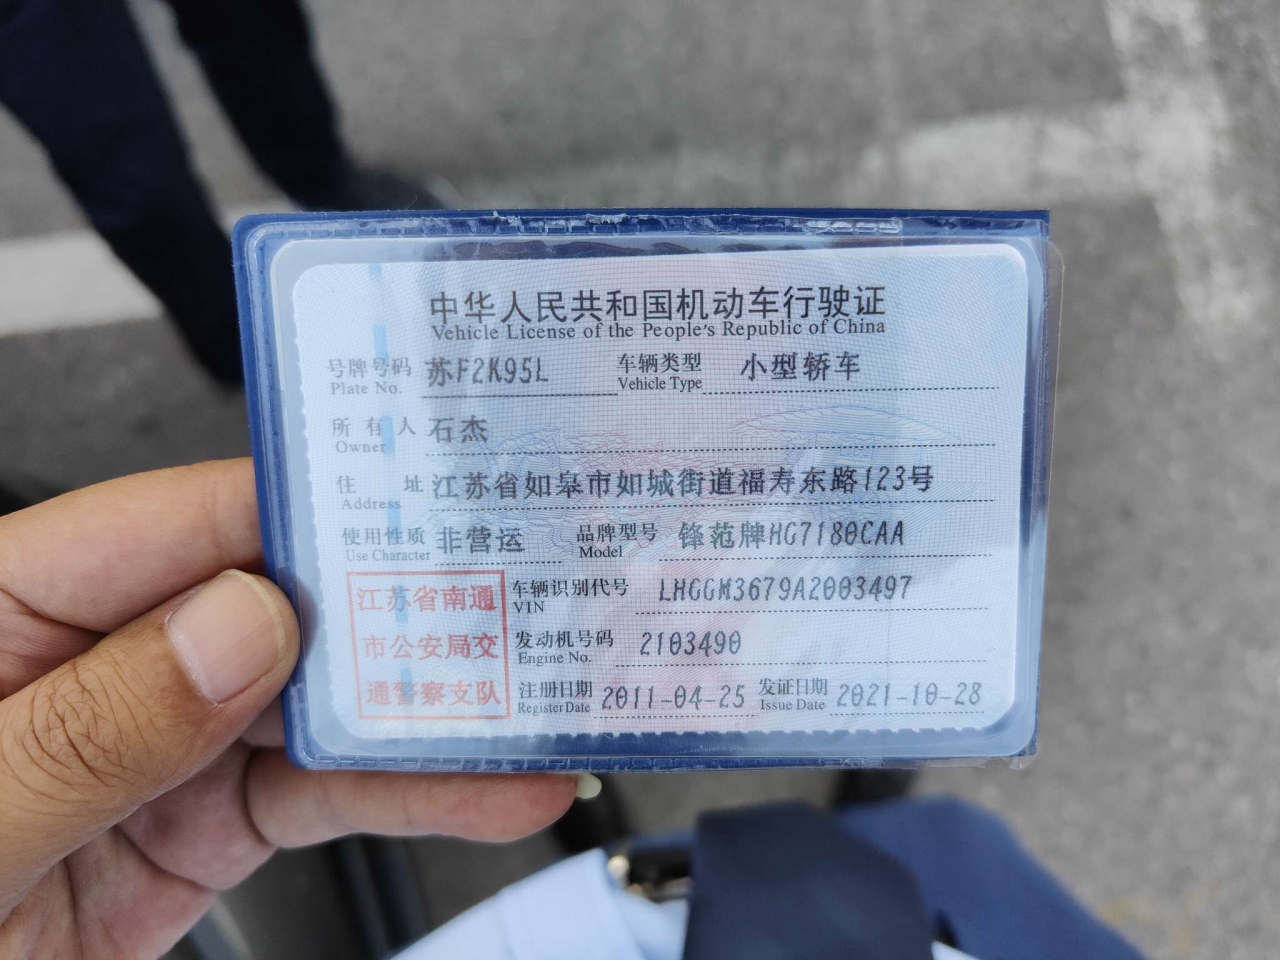 中华人民共和国机动车行驶证
Vehicle License of the People's Republic of China
号牌号码 苏F2K95L 车辆类型 小型轿车
Plate No. Vehicle Type
所有人 石杰
Owner
住址 江苏省如皋市如城街道福寿东路123号
Address
使用性质 非营运 品牌型号 锋范牌HG7180CAA
Use Character Model
江苏省南通
市公安局交
通警察支队
车辆识别代号 LHGGM3679A2003497
VIN
发动机号码 2103490
Engine No.
注册日期 2011-04-25 发证日期 2021-10-28
Register Date Issue Date